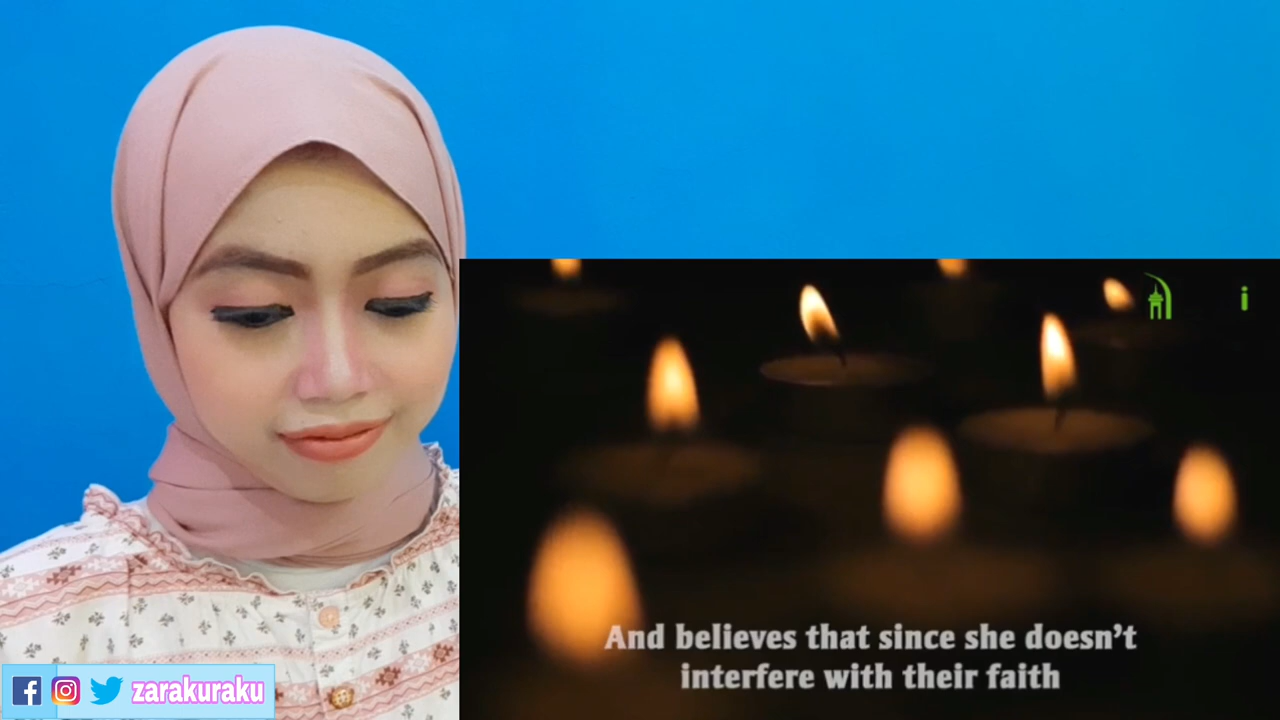 i
And believes that since she doesn't
interfere with their faith
zarakuraku